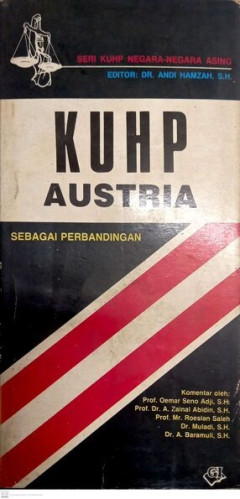 SERI KUHP NEGARA-NEGARA ASING
EDITOR: DR. ANDI HAMZAH, S.H.
KUHP
AUSTRIA
SEBAGAI PERBANDINGAN
Komentar oleh:
Prof. Oemar Seno Adji, S.H.
Prof. Dr. A. Zainal Abidin, S.H.
Prof. Mr. Roeslan Saleh
Dr. Muladi, S.H.
Dr. A. Baramuli, S.H.